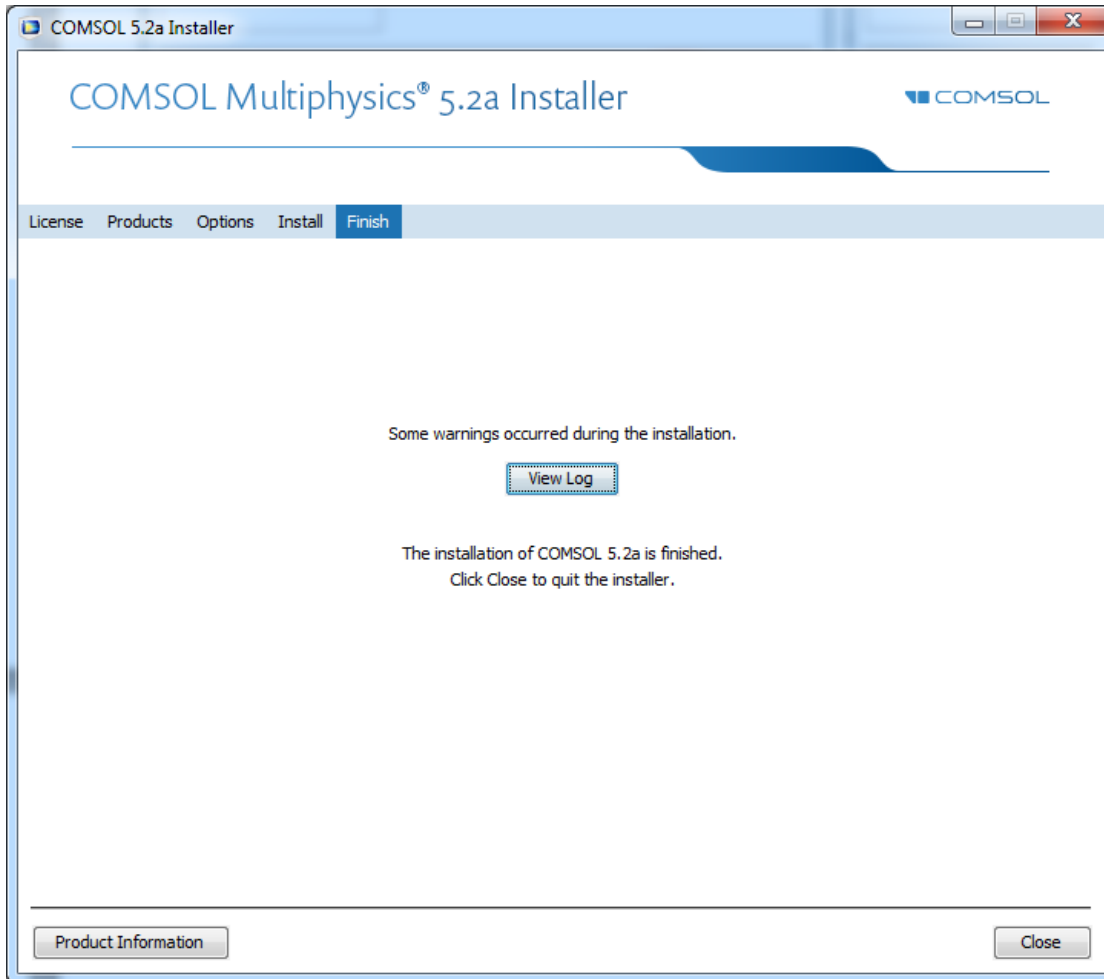 COMSOL 5.2a Installer
COMSOL Multiphysics® 5.2a Installer
COMSOL
License Products Options Install Finish
Some warnings occurred during the installation.
View Log
The installation of COMSOL 5.2a is finished.
Click Close to quit the installer.
Product Information Close